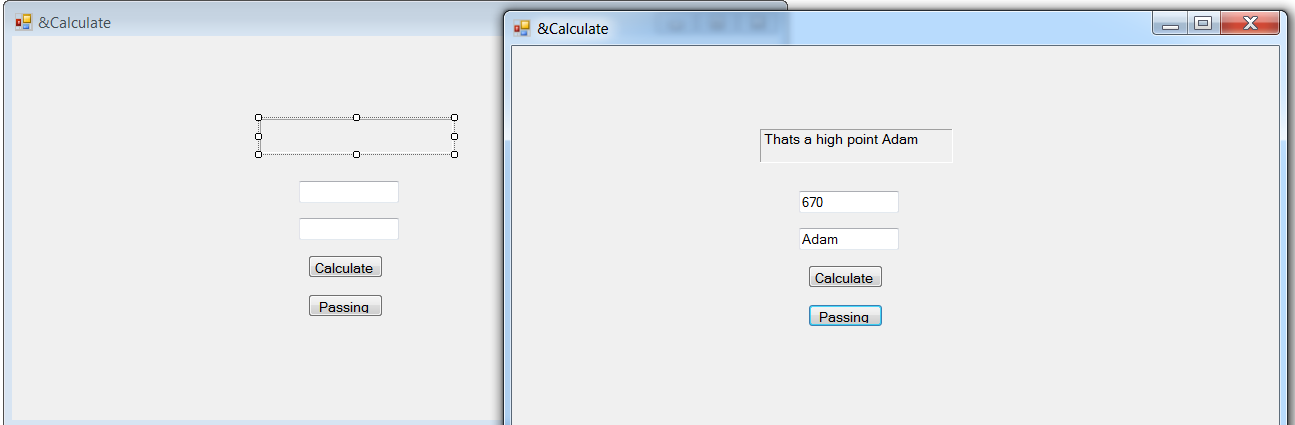 &Calculate
Calculate
Passing
&Calculate
Thats a high point Adam
670
Adam
Calculate
Passing